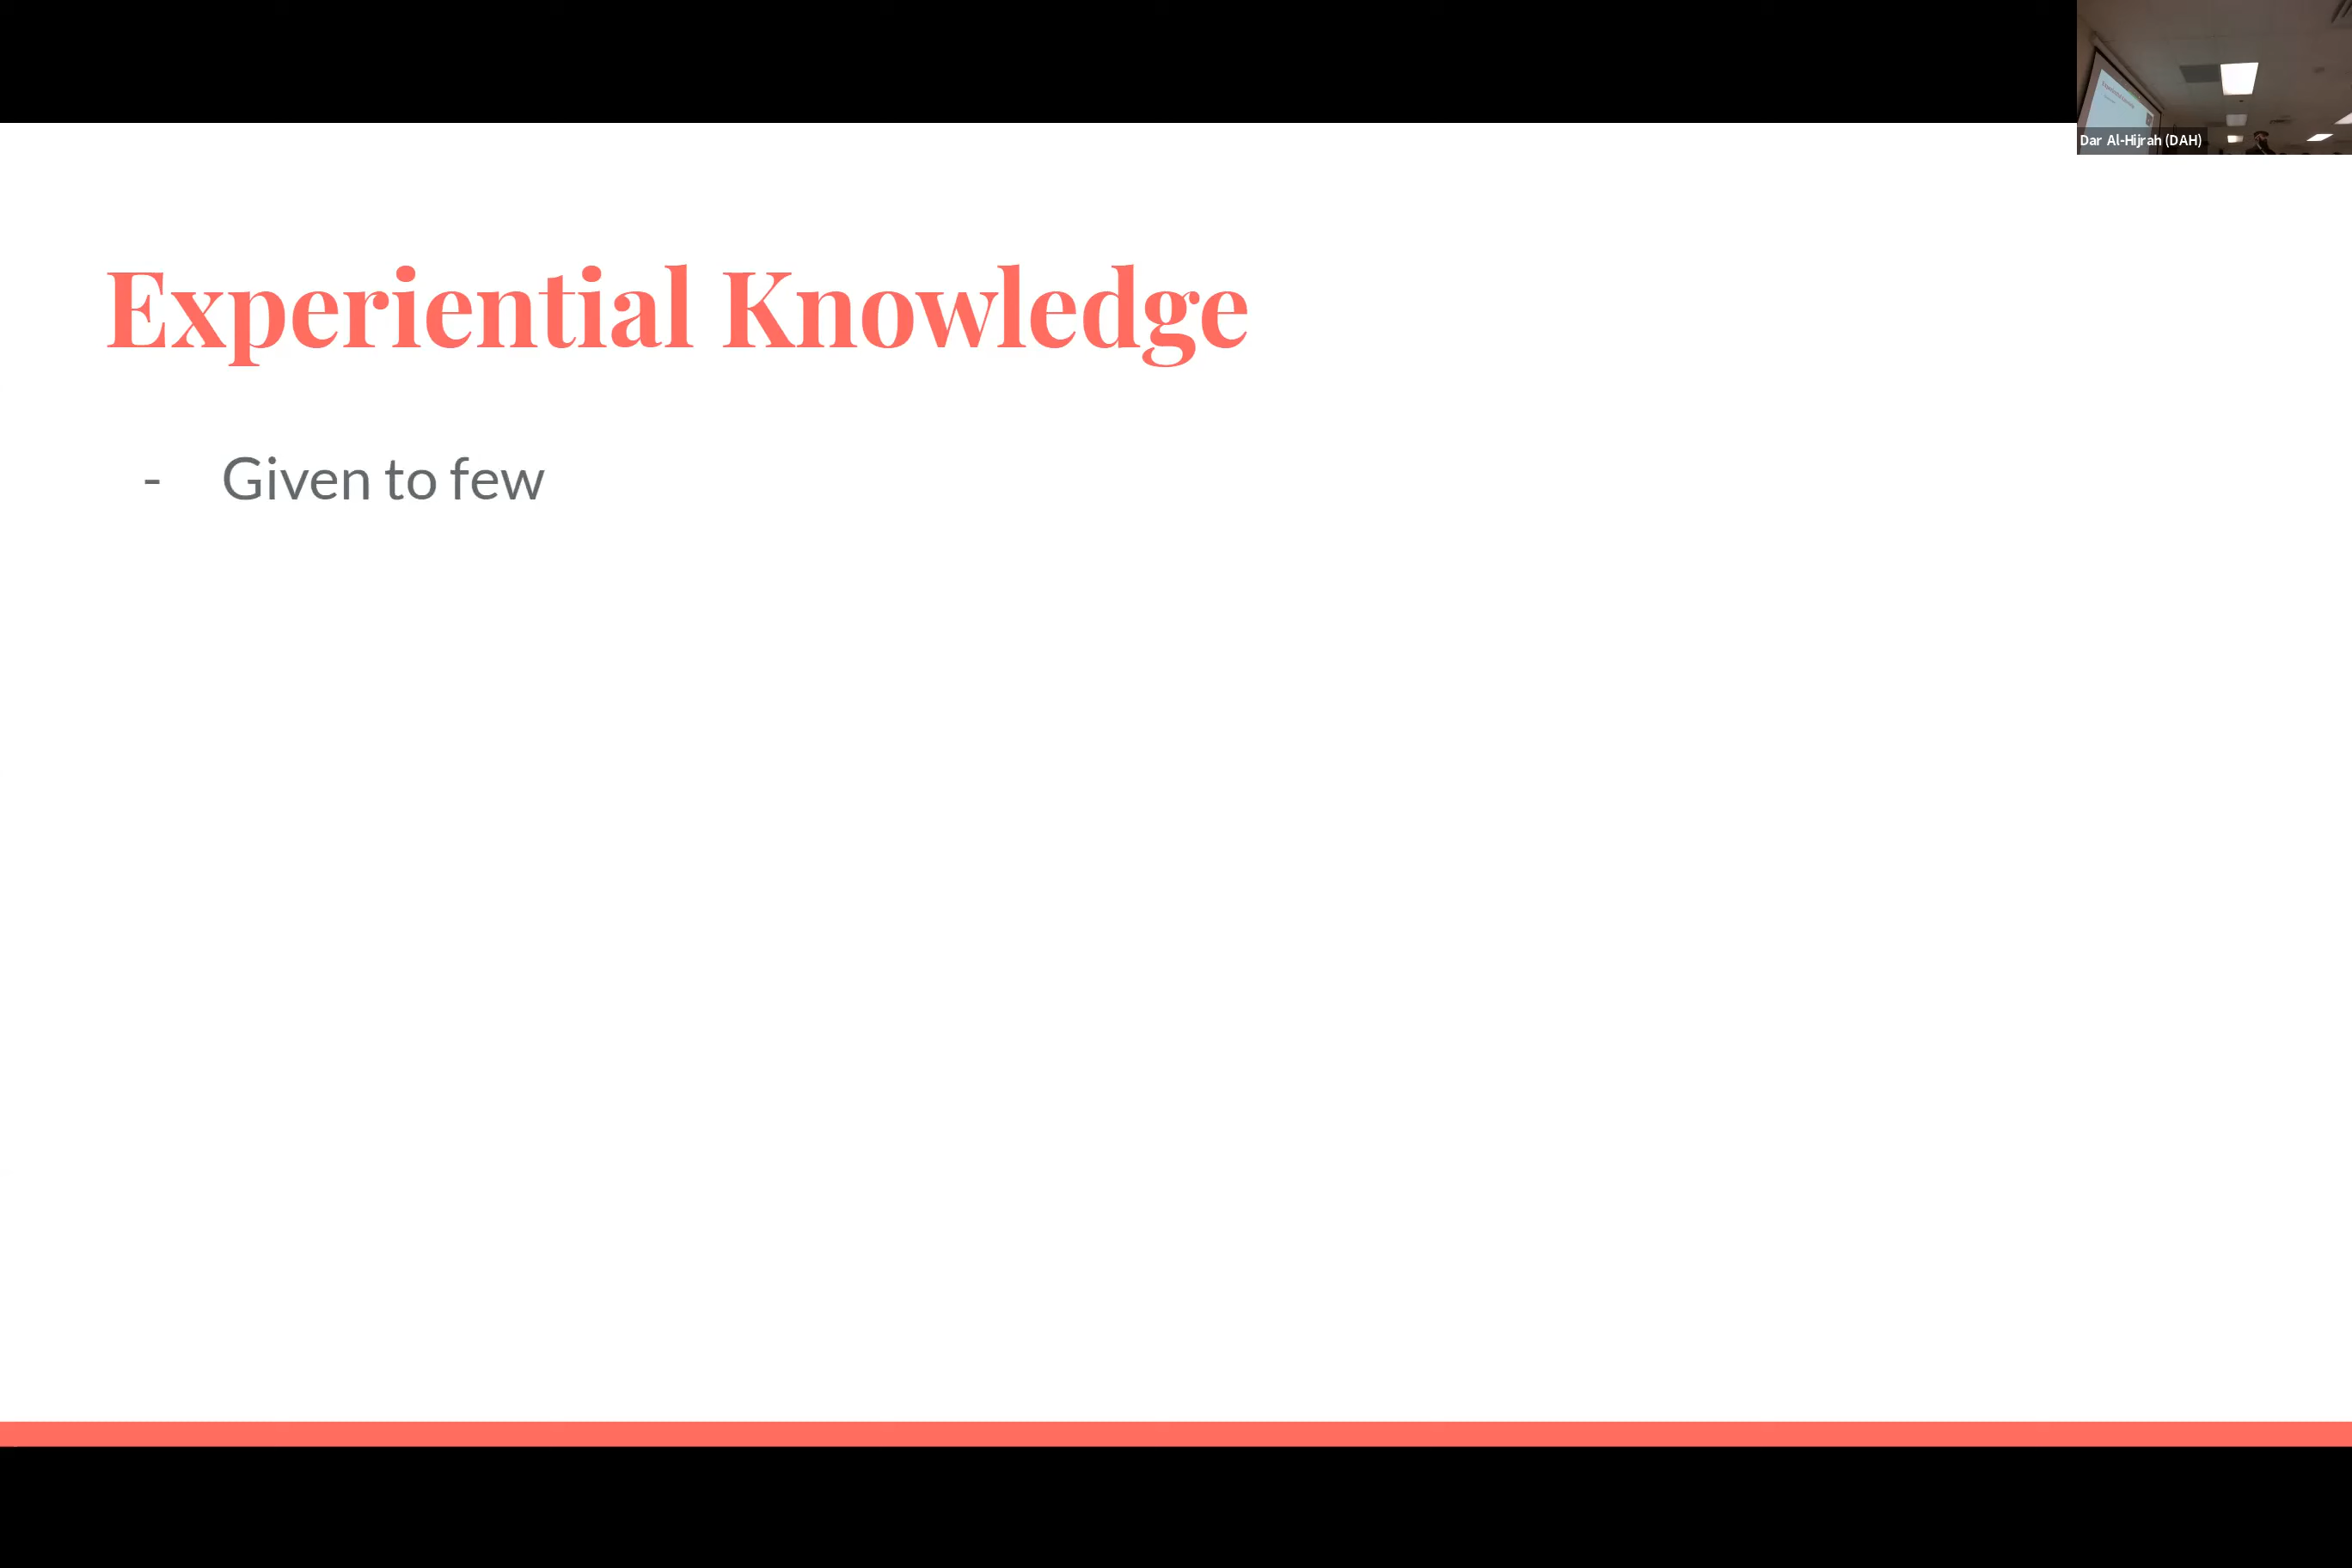 Dar Al-Hijrah (DAH)
Experiential Knowledge
- Given to few